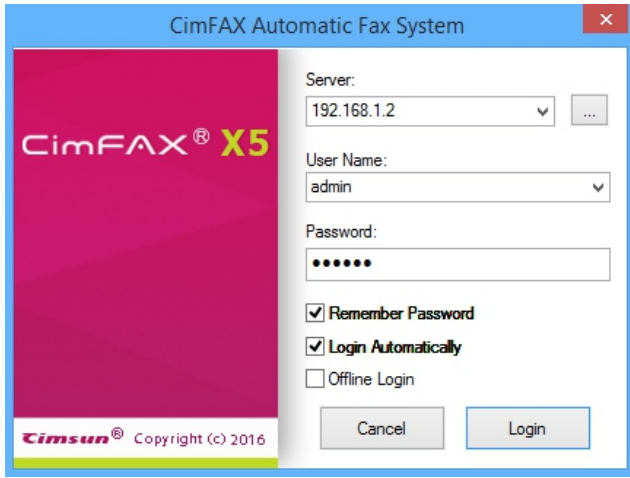 CimFAX Automatic Fax System
CimFAX® X5
Server:
192.168.1.2
...
User Name:
admin
Password:
●●●●●●
Remember Password
Login Automatically
Offline Login
Cancel
Login
Cimsun® Copyright (c) 2016